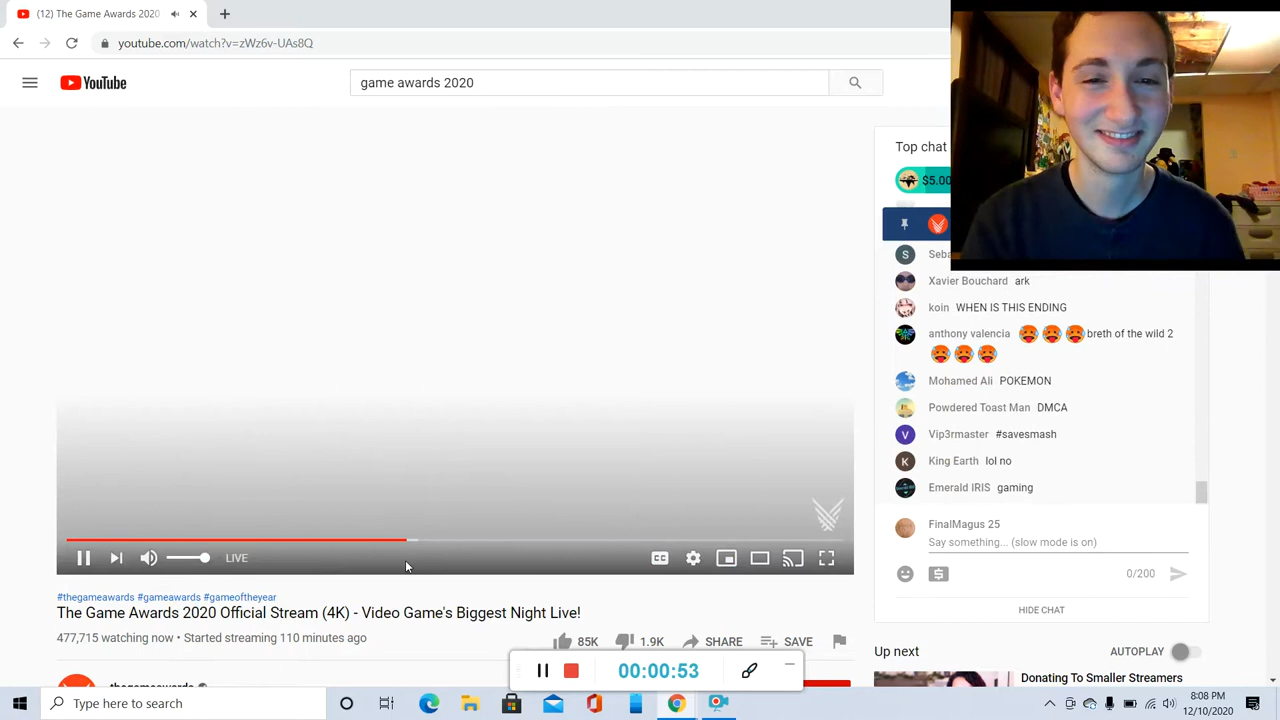 (12) The Game Awards 2020
youtube.com/watch?v=zWz6v-UAs8Q
YouTube
game awards 2020
Top chat
$5.00
Seba
Xavier Bouchard ark
koin WHEN IS THIS ENDING
anthony valencia breth of the wild 2
Mohamed Ali POKEMON
Powdered Toast Man DMCA
V Vip3rmaster #savesmash
K King Earth lol no
Emerald IRIS gaming
FinalMagus 25
Say something... (slow mode is on)
0/200
HIDE CHAT
LIVE
CC
#thegameawards #gameawards #gameoftheyear
The Game Awards 2020 Official Stream (4K) - Video Game's Biggest Night Live!
477,715 watching now • Started streaming 110 minutes ago
85K 1.9K SHARE SAVE
Up next AUTOPLAY
Donating To Smaller Streamers
00:00:53
thegameawards
Type here to search
8:08 PM
12/10/2020